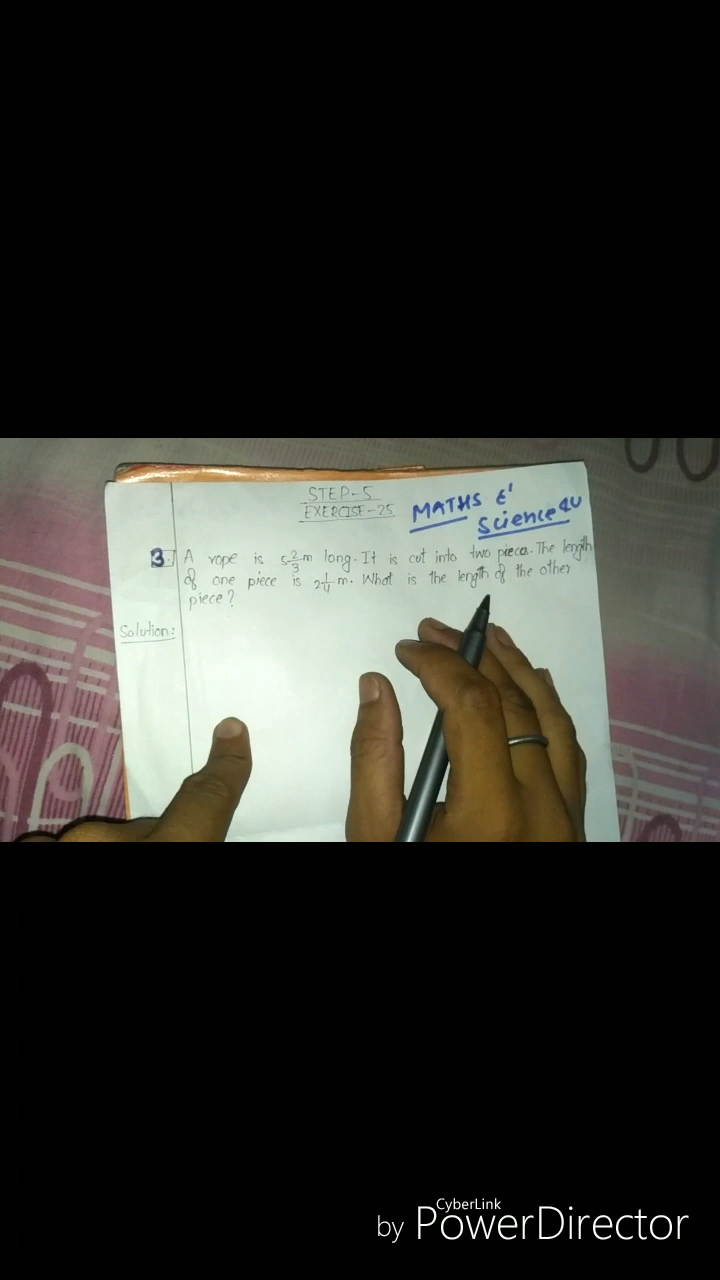 STEP-5
EXERCISE-25
MATHS &
Science 4U
3. A rope is 5 2/3 m long. It is cut into two pieces. The length
of one piece is 2 1/4 m. What is the length of the other
piece?
Solution:
CyberLink
by PowerDirector